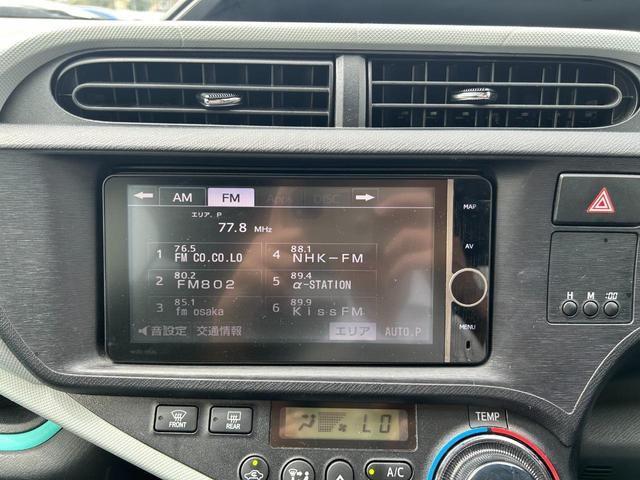 AM FM DISC
エリア.P
77.8 MHz
1 76.5 FM CO.CO.LO
4 88.1 NHK-FM
2 80.2 FM802
5 89.4 α-STATION
3 85.1 fm osaka
6 89.9 KissFM
音設定 交通情報 エリア AUTO.P
MAP
AV
MENU
H M :00
FRONT
REAR
LO
TEMP
A/C